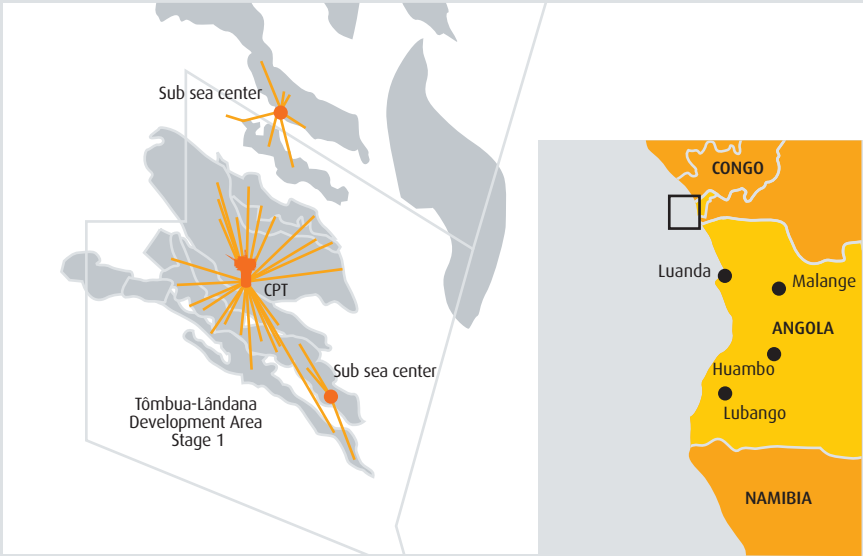 Sub sea center
CPT
Sub sea center
Tômbua-Lândana
Development Area
Stage 1
CONGO
Luanda
Malange
ANGOLA
Huambo
Lubango
NAMIBIA